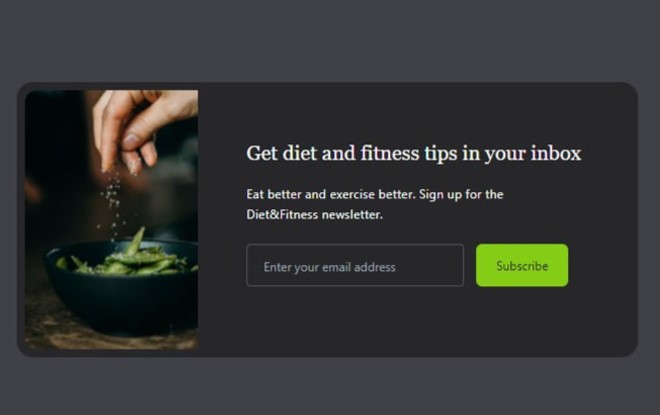 Get diet and fitness tips in your inbox
Eat better and exercise better. Sign up for the
Diet&Fitness newsletter.
Enter your email address
Subscribe